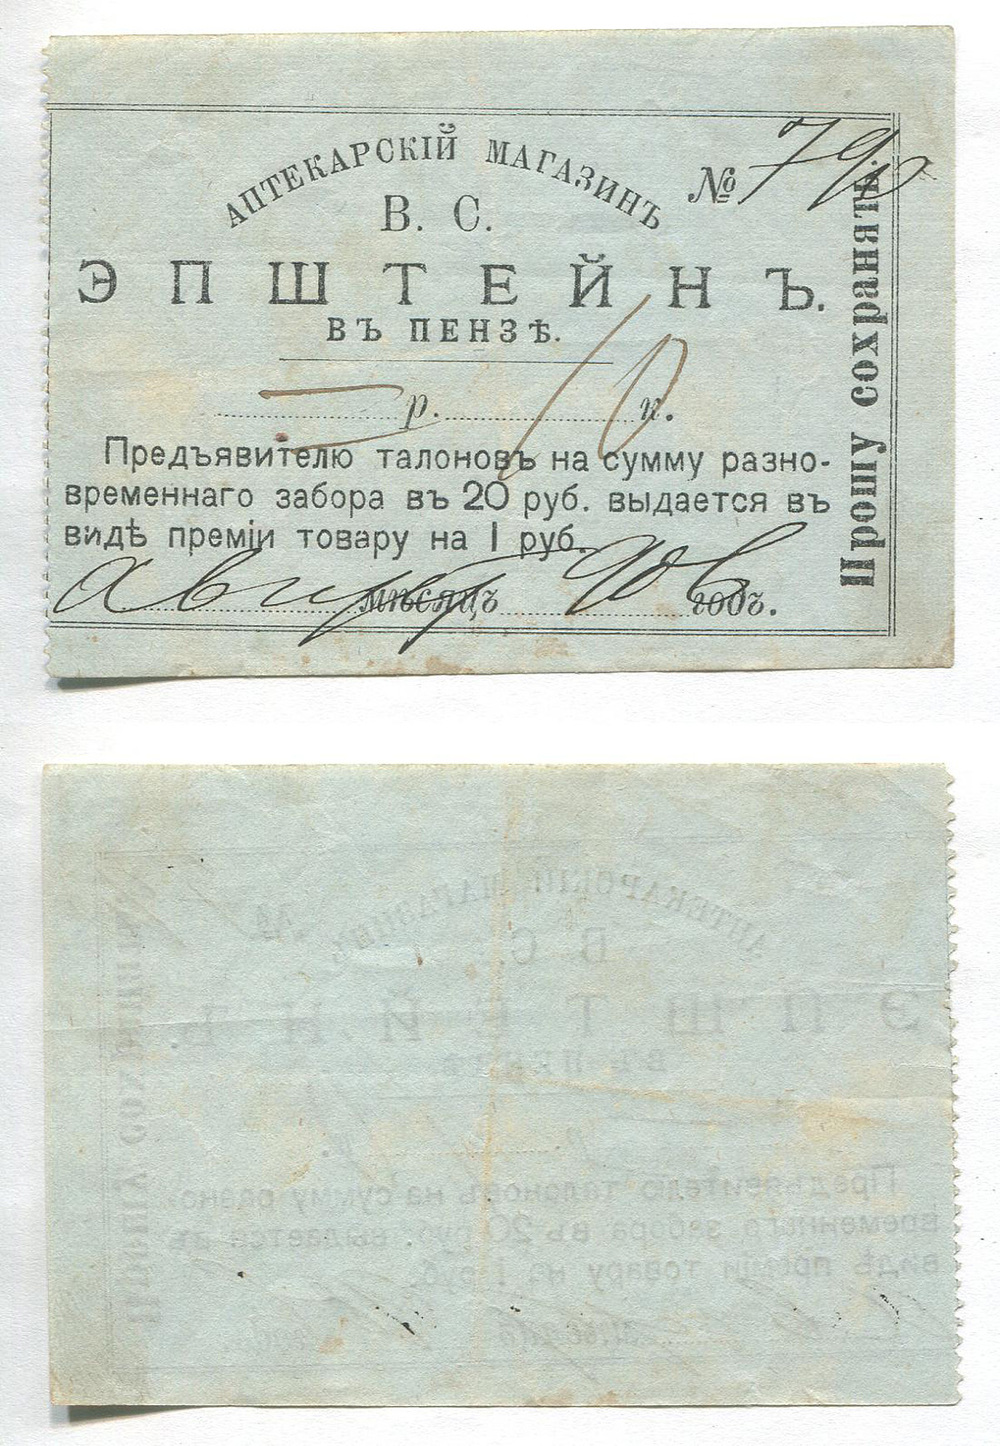 АПТЕКАРСКІЙ МАГАЗИНЪ
№ 790
В. С.
ЭПШТЕЙНЪ.
ВЪ ПЕНЗѢ.
— р. 10 к.
Предъявителю талоновъ на сумму разно-
временнаго забора въ 20 руб. выдается въ
видѣ преміи товару на 1 руб.
мѣсяцъ 906 годъ.
Прошу сохранять.